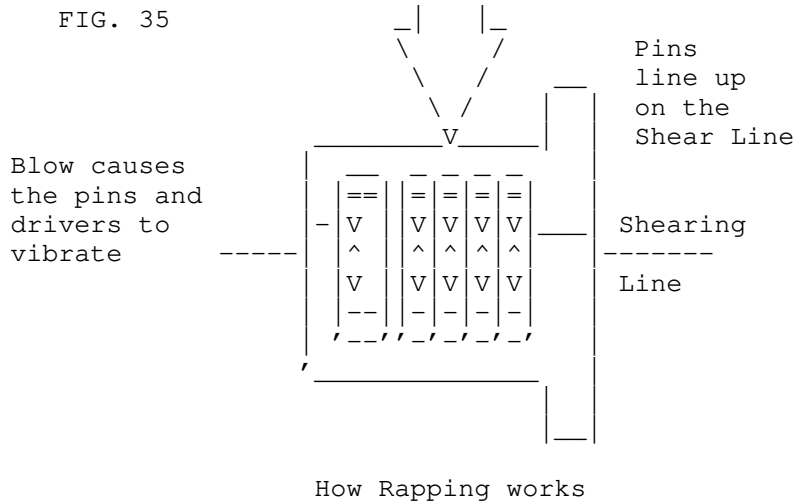 FIG. 35
Pins
line up
on the
Shear Line
Blow causes
the pins and
drivers to
vibrate
Shearing
Line
How Rapping works